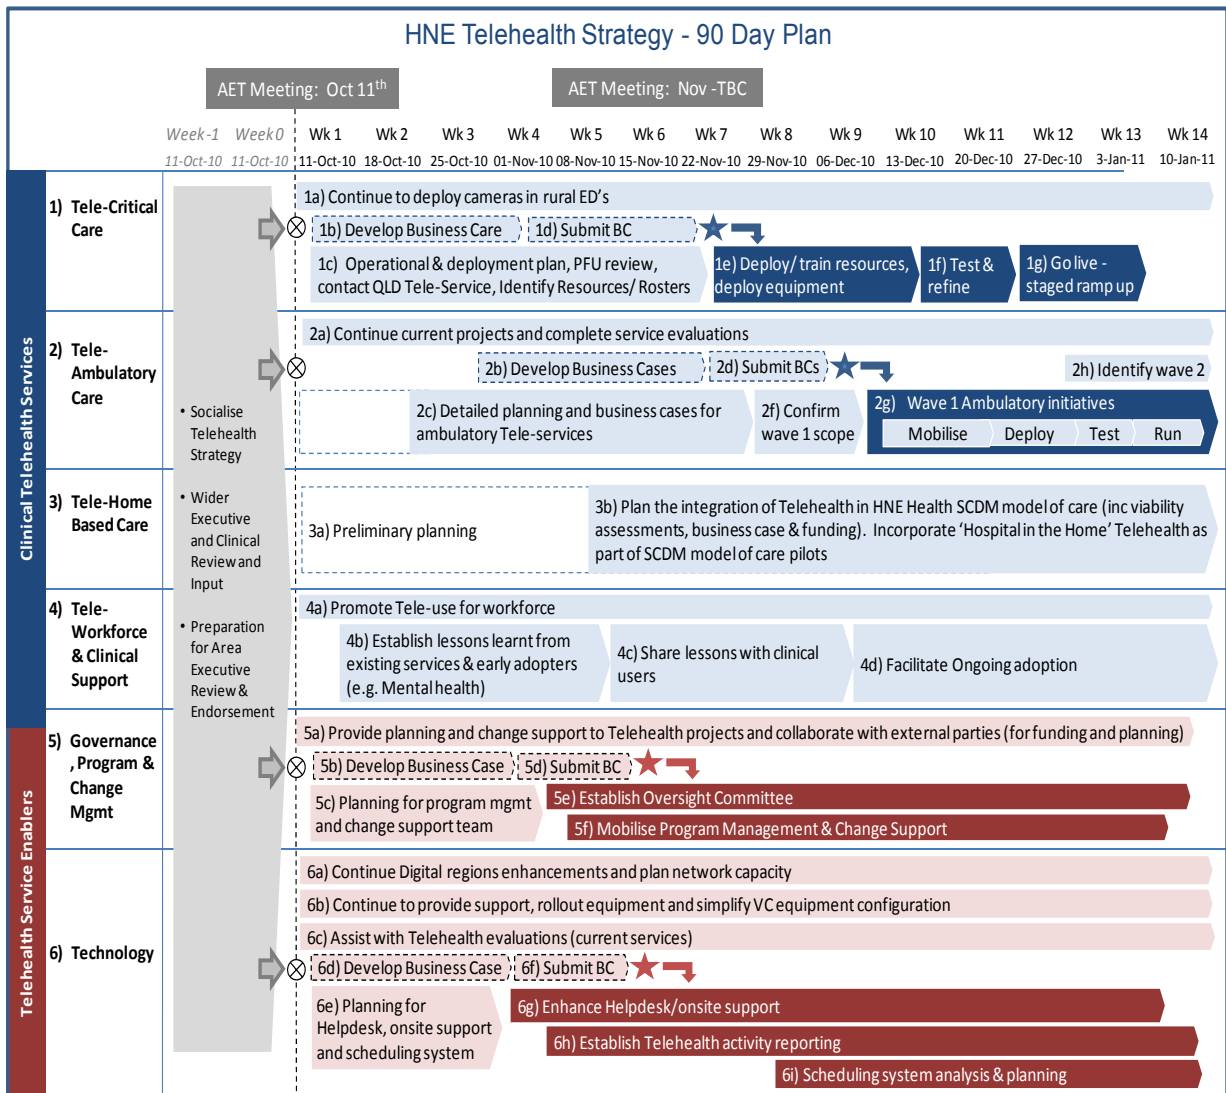 HNE Telehealth Strategy - 90 Day Plan
AET Meeting: Oct 11th
AET Meeting: Nov -TBC
Week -1
Week 0
Wk 1
Wk 2
Wk 3
Wk 4
Wk 5
Wk 6
Wk 7
Wk 8
Wk 9
Wk 10
Wk 11
Wk 12
Wk 13
Wk 14
11-Oct-10
11-Oct-10
11-Oct-10
18-Oct-10
25-Oct-10
01-Nov-10
08-Nov-10
15-Nov-10
22-Nov-10
29-Nov-10
06-Dec-10
13-Dec-10
20-Dec-10
27-Dec-10
3-Jan-11
10-Jan-11
Clinical Telehealth Services
Telehealth Service Enablers
• Socialise
Telehealth
Strategy
• Wider
Executive
and Clinical
Review and
Input
• Preparation
for Area
Executive
Review &
Endorsement
1) Tele-Critical
Care
1a) Continue to deploy cameras in rural ED's
1b) Develop Business Care
1d) Submit BC
1c) Operational & deployment plan, PFU review,
contact QLD Tele-Service, Identify Resources/ Rosters
1e) Deploy/ train resources,
deploy equipment
1f) Test &
refine
1g) Go live -
staged ramp up
2) Tele-
Ambulatory
Care
2a) Continue current projects and complete service evaluations
2b) Develop Business Cases
2d) Submit BCs
2h) Identify wave 2
2c) Detailed planning and business cases for
ambulatory Tele-services
2f) Confirm
wave 1 scope
2g) Wave 1 Ambulatory initiatives
Mobilise
Deploy
Test
Run
3) Tele-Home
Based Care
3a) Preliminary planning
3b) Plan the integration of Telehealth in HNE Health SCDM model of care (inc viability
assessments, business case & funding). Incorporate 'Hospital in the Home' Telehealth as
part of SCDM model of care pilots
4) Tele-
Workforce
& Clinical
Support
4a) Promote Tele-use for workforce
4b) Establish lessons learnt from
existing services & early adopters
(e.g. Mental health)
4c) Share lessons with clinical
users
4d) Facilitate Ongoing adoption
5) Governance
, Program &
Change
Mgmt
5a) Provide planning and change support to Telehealth projects and collaborate with external parties (for funding and planning)
5b) Develop Business Case
5d) Submit BC
5c) Planning for program mgmt
and change support team
5e) Establish Oversight Committee
5f) Mobilise Program Management & Change Support
6) Technology
6a) Continue Digital regions enhancements and plan network capacity
6b) Continue to provide support, rollout equipment and simplify VC equipment configuration
6c) Assist with Telehealth evaluations (current services)
6d) Develop Business Case
6f) Submit BC
6e) Planning for
Helpdesk, onsite support
and scheduling system
6g) Enhance Helpdesk/onsite support
6h) Establish Telehealth activity reporting
6i) Scheduling system analysis & planning